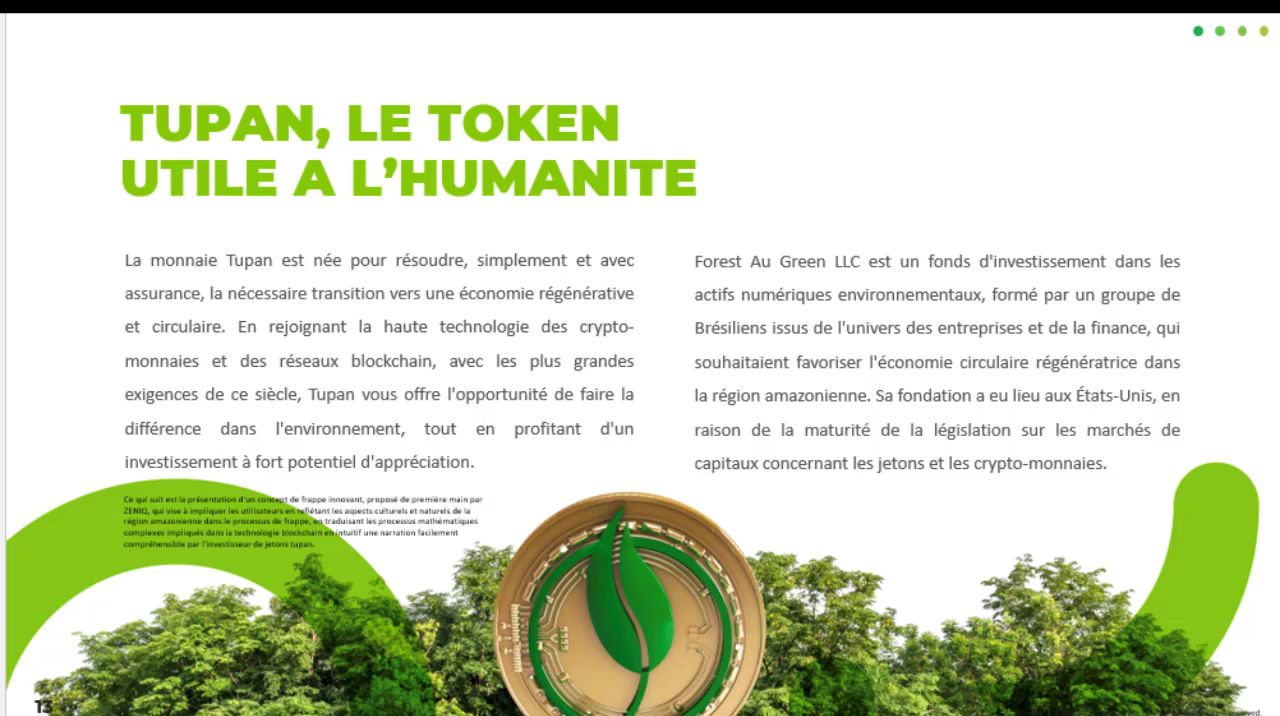 TUPAN, LE TOKEN
UTILE A L’HUMANITE
La monnaie Tupan est née pour résoudre, simplement et avec
assurance, la nécessaire transition vers une économie régénérative
et circulaire. En rejoignant la haute technologie des crypto-
monnaies et des réseaux blockchain, avec les plus grandes
exigences de ce siècle, Tupan vous offre l'opportunité de faire la
différence dans l'environnement, tout en profitant d'un
investissement à fort potentiel d'appréciation.
Ce qui suit est la présentation d'un concept de frappe innovant, proposé de première main par
ZENIQ, qui vise à impliquer les utilisateurs en reflétant les aspects culturels et naturels de la
région amazonienne dans le processus de frappe, en traduisant les processus mathématiques
complexes impliqués dans la technologie blockchain en intuitif une narration facilement
compréhensible par l'investisseur de jetons tupan.
Forest Au Green LLC est un fonds d'investissement dans les
actifs numériques environnementaux, formé par un groupe de
Brésiliens issus de l'univers des entreprises et de la finance, qui
souhaitaient favoriser l'économie circulaire régénératrice dans
la région amazonienne. Sa fondation a eu lieu aux États-Unis, en
raison de la maturité de la législation sur les marchés de
capitaux concernant les jetons et les crypto-monnaies.
13